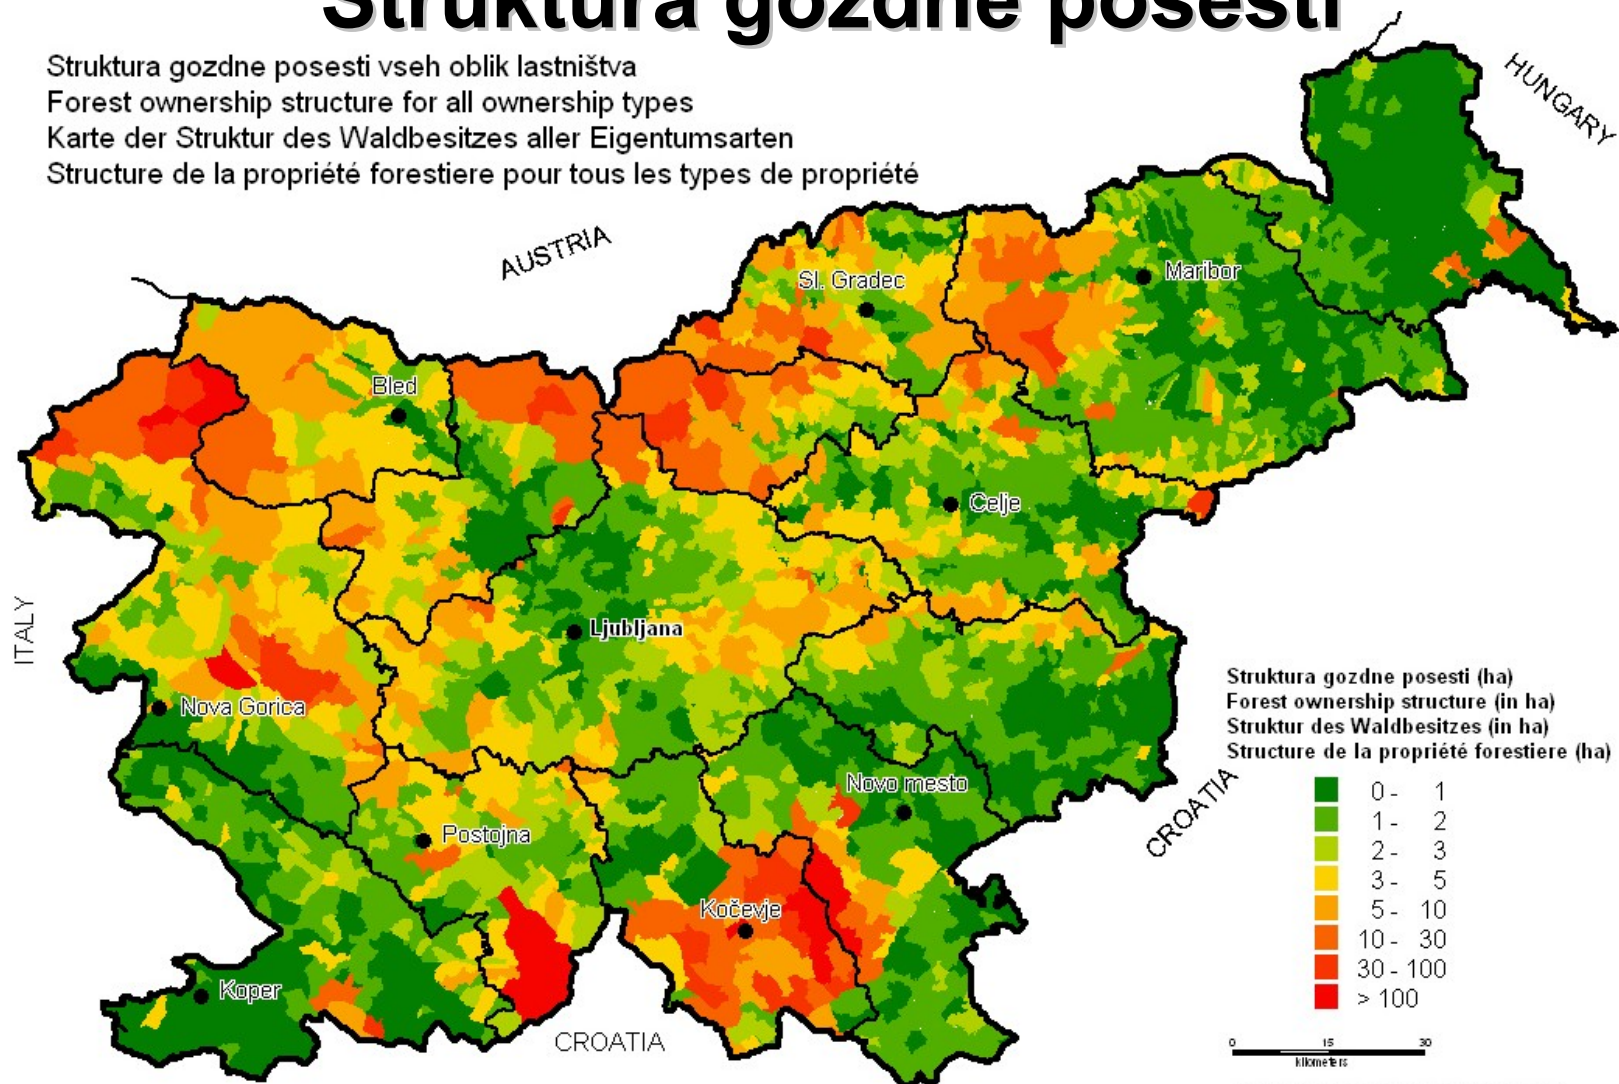 Struktura gozdne posesti
Struktura gozdne posesti vseh oblik lastništva
Forest ownership structure for all ownership types
Karte der Struktur des Waldbesitzes aller Eigentumsarten
Structure de la propriété forestiere pour tous les types de propriété
HUNGARY
AUSTRIA
Sl. Gradec
Maribor
Bled
Celje
ITALY
Ljubljana
Nova Gorica
Novo mesto
CROATIA
Postojna
Kočevje
Koper
CROATIA
Struktura gozdne posesti (ha)
Forest ownership structure (in ha)
Struktur des Waldbesitzes (in ha)
Structure de la propriété forestiere (ha)
0 - 1
1 - 2
2 - 3
3 - 5
5 - 10
10 - 30
30 - 100
> 100
0 15 30
kilometers